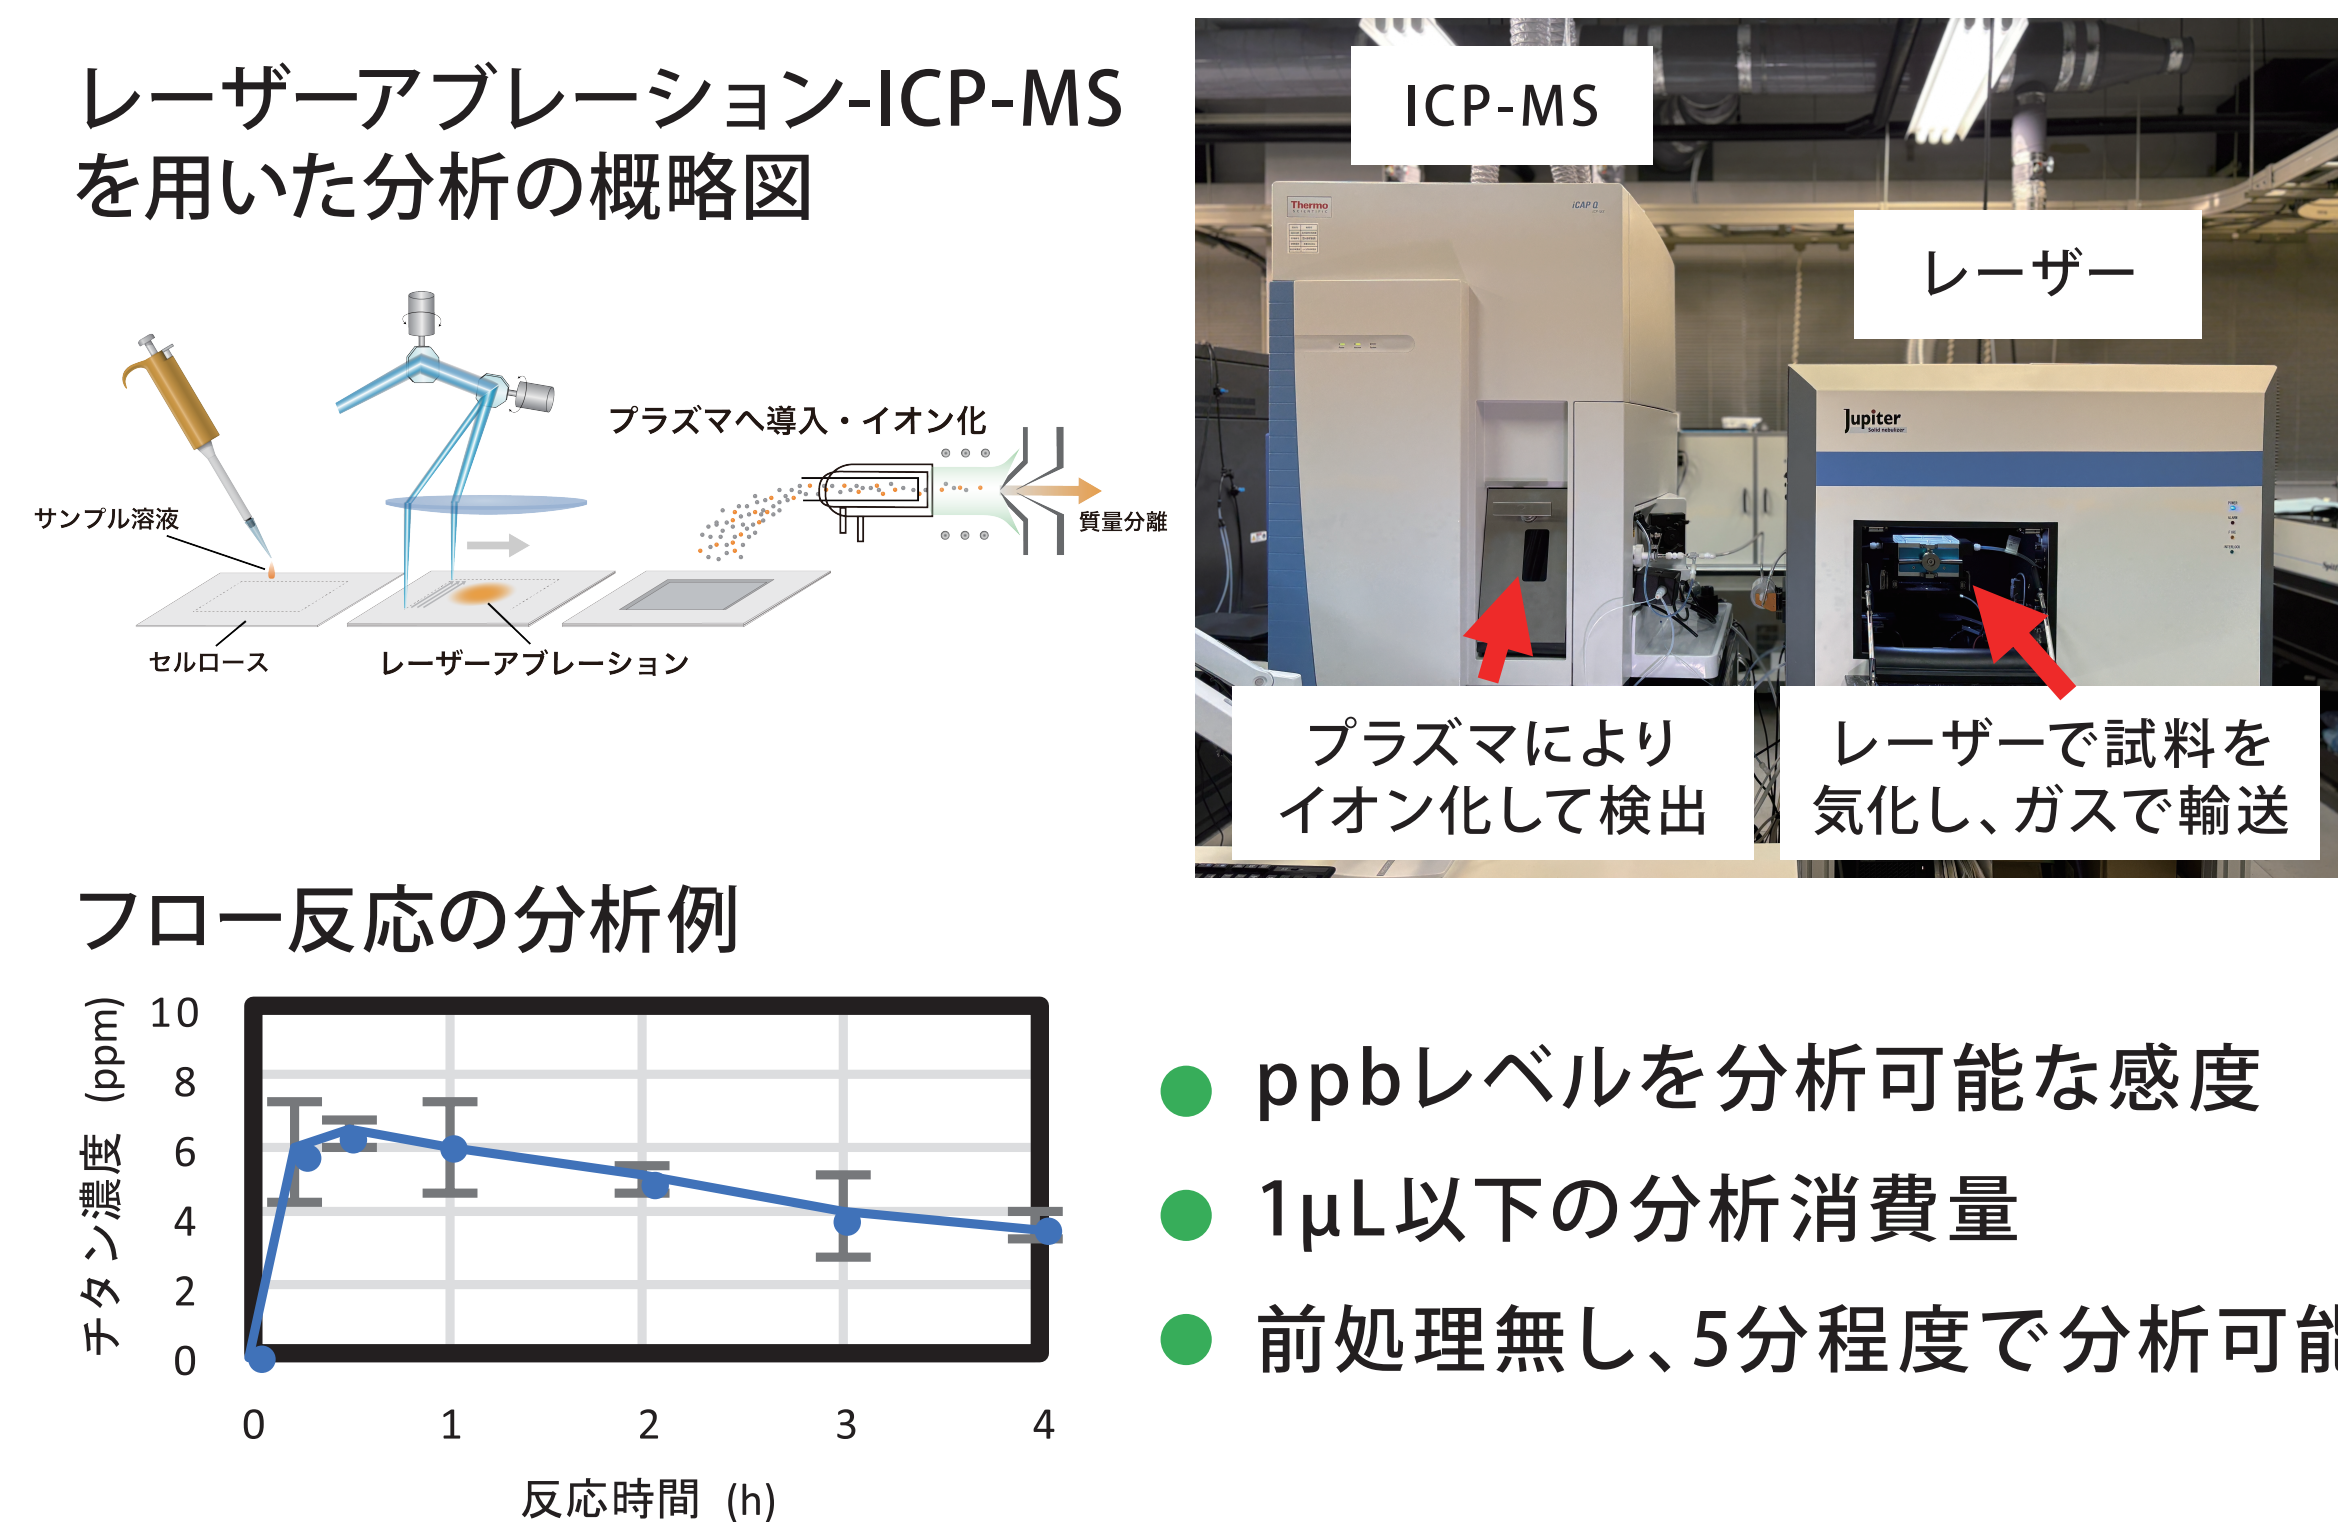 レーザーアブレーション-ICP-MS
を用いた分析の概略図
サンプル溶液
セルロース
レーザーアブレーション
プラズマへ導入・イオン化
質量分離
ICP-MS
レーザー
Thermo
SCIENTIFIC
iCAP Q
Jupiter
Solid nebulizer
プラズマにより
イオン化して検出
レーザーで試料を
気化し、ガスで輸送
フロー反応の分析例
チタン濃度 (ppm)
10
8
6
4
2
0
0 1 2 3 4
反応時間 (h)
ppbレベルを分析可能な感度
1μL以下の分析消費量
前処理無し、5分程度で分析可能